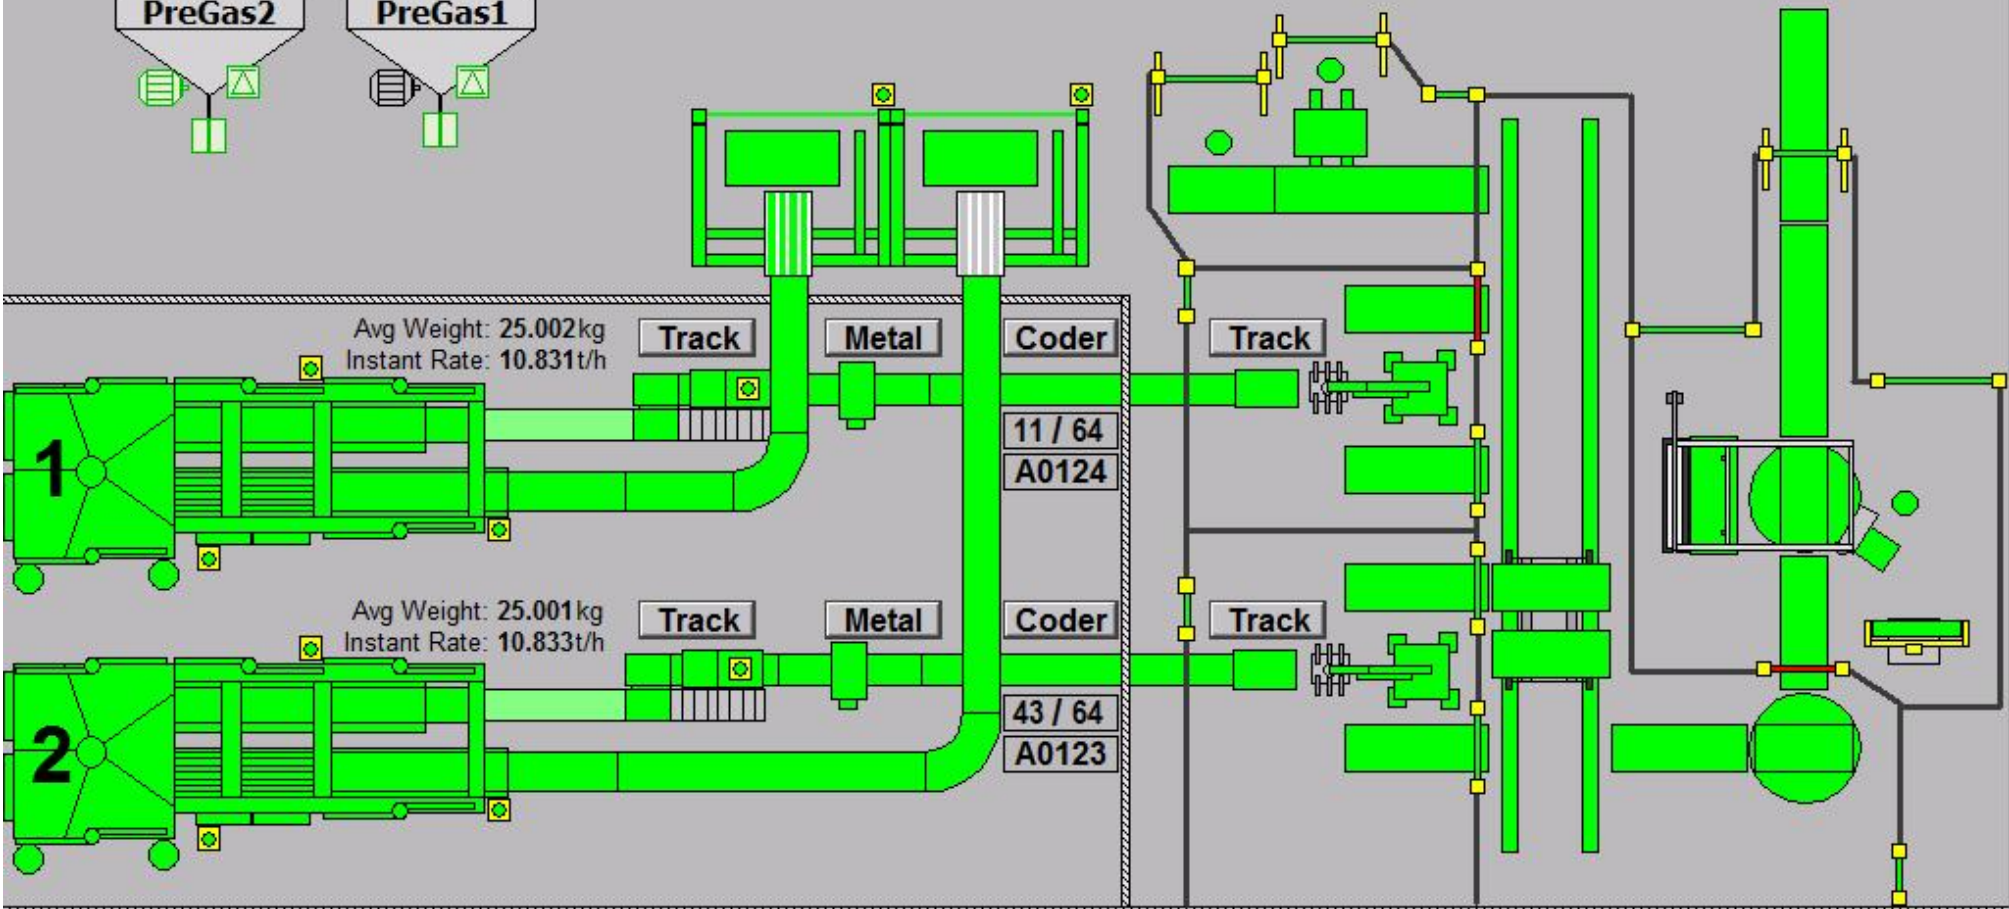 PreGas2
PreGas1
Avg Weight: 25.002kg
Instant Rate: 10.831t/h
Track
Metal
Coder
Track
11 / 64
A0124
1
Avg Weight: 25.001kg
Instant Rate: 10.833t/h
Track
Metal
Coder
Track
43 / 64
A0123
2